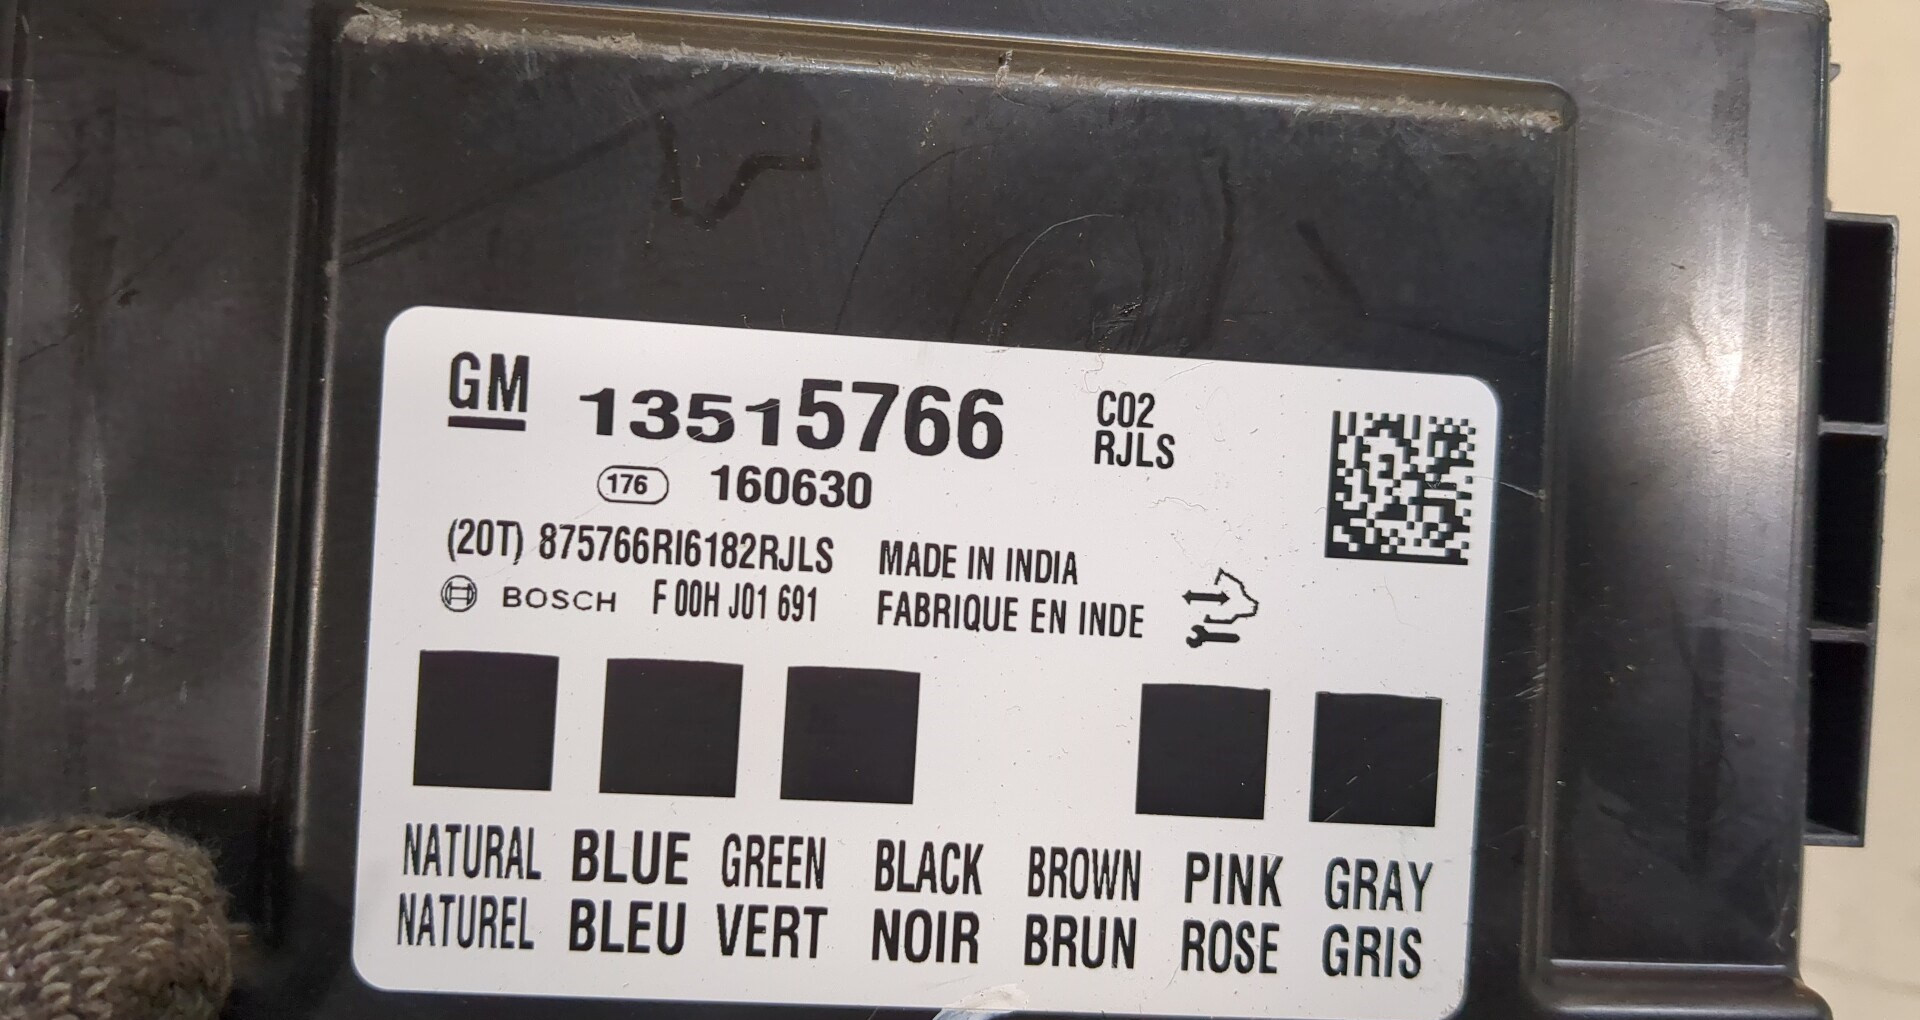 GM 13515766 C02
RJLS
176 160630
(20T) 875766RI6182RJLS MADE IN INDIA
BOSCH F 00H J01 691 FABRIQUE EN INDE
NATURAL BLUE GREEN BLACK BROWN PINK GRAY
NATUREL BLEU VERT NOIR BRUN ROSE GRIS